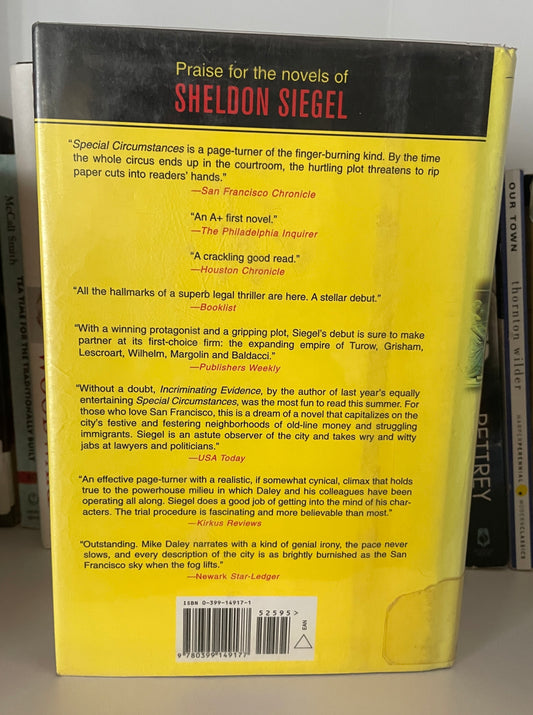 Praise for the novels of
SHELDON SIEGEL
“Special Circumstances is a page-turner of the finger-burning kind. By the time
the whole circus ends up in the courtroom, the hurtling plot threatens to rip
paper cuts into readers’ hands.”
—San Francisco Chronicle
“An A+ first novel.”
—The Philadelphia Inquirer
“A crackling good read.”
—Houston Chronicle
“All the hallmarks of a superb legal thriller are here. A stellar debut.”
—Booklist
“With a winning protagonist and a gripping plot, Siegel’s debut is sure to make
partner at its first-choice firm: the expanding empire of Turow, Grisham,
Lescroart, Wilhelm, Margolin and Baldacci.”
—Publishers Weekly
“Without a doubt, Incriminating Evidence, by the author of last year’s equally
entertaining Special Circumstances, was the most fun to read this summer. For
those who love San Francisco, this is a dream of a novel that capitalizes on the
city’s festive and festering neighborhoods of old-line money and struggling
immigrants. Siegel is an astute observer of the city and takes wry and witty
jabs at lawyers and politicians.”
—USA Today
“An effective page-turner with a realistic, if somewhat cynical, climax that holds
true to the powerhouse milieu in which Daley and his colleagues have been
operating all along. Siegel does a good job of getting into the mind of his char-
acters. The trial procedure is fascinating and more believable than most.”
—Kirkus Reviews
“Outstanding. Mike Daley narrates with a kind of genial irony, the pace never
slows, and every description of the city is as brightly burnished as the San
Francisco sky when the fog lifts.”
—Newark Star-Ledger
ISBN 0-399-14917-1
52595>
9 780399 149177
EAN
McCall Smith
TEA TIME FOR THE TRADITIONALLY BUILT
OUR TOWN
thornton wilder
HARPERPERENNIAL
MODERNCLASSICS
PETTREY